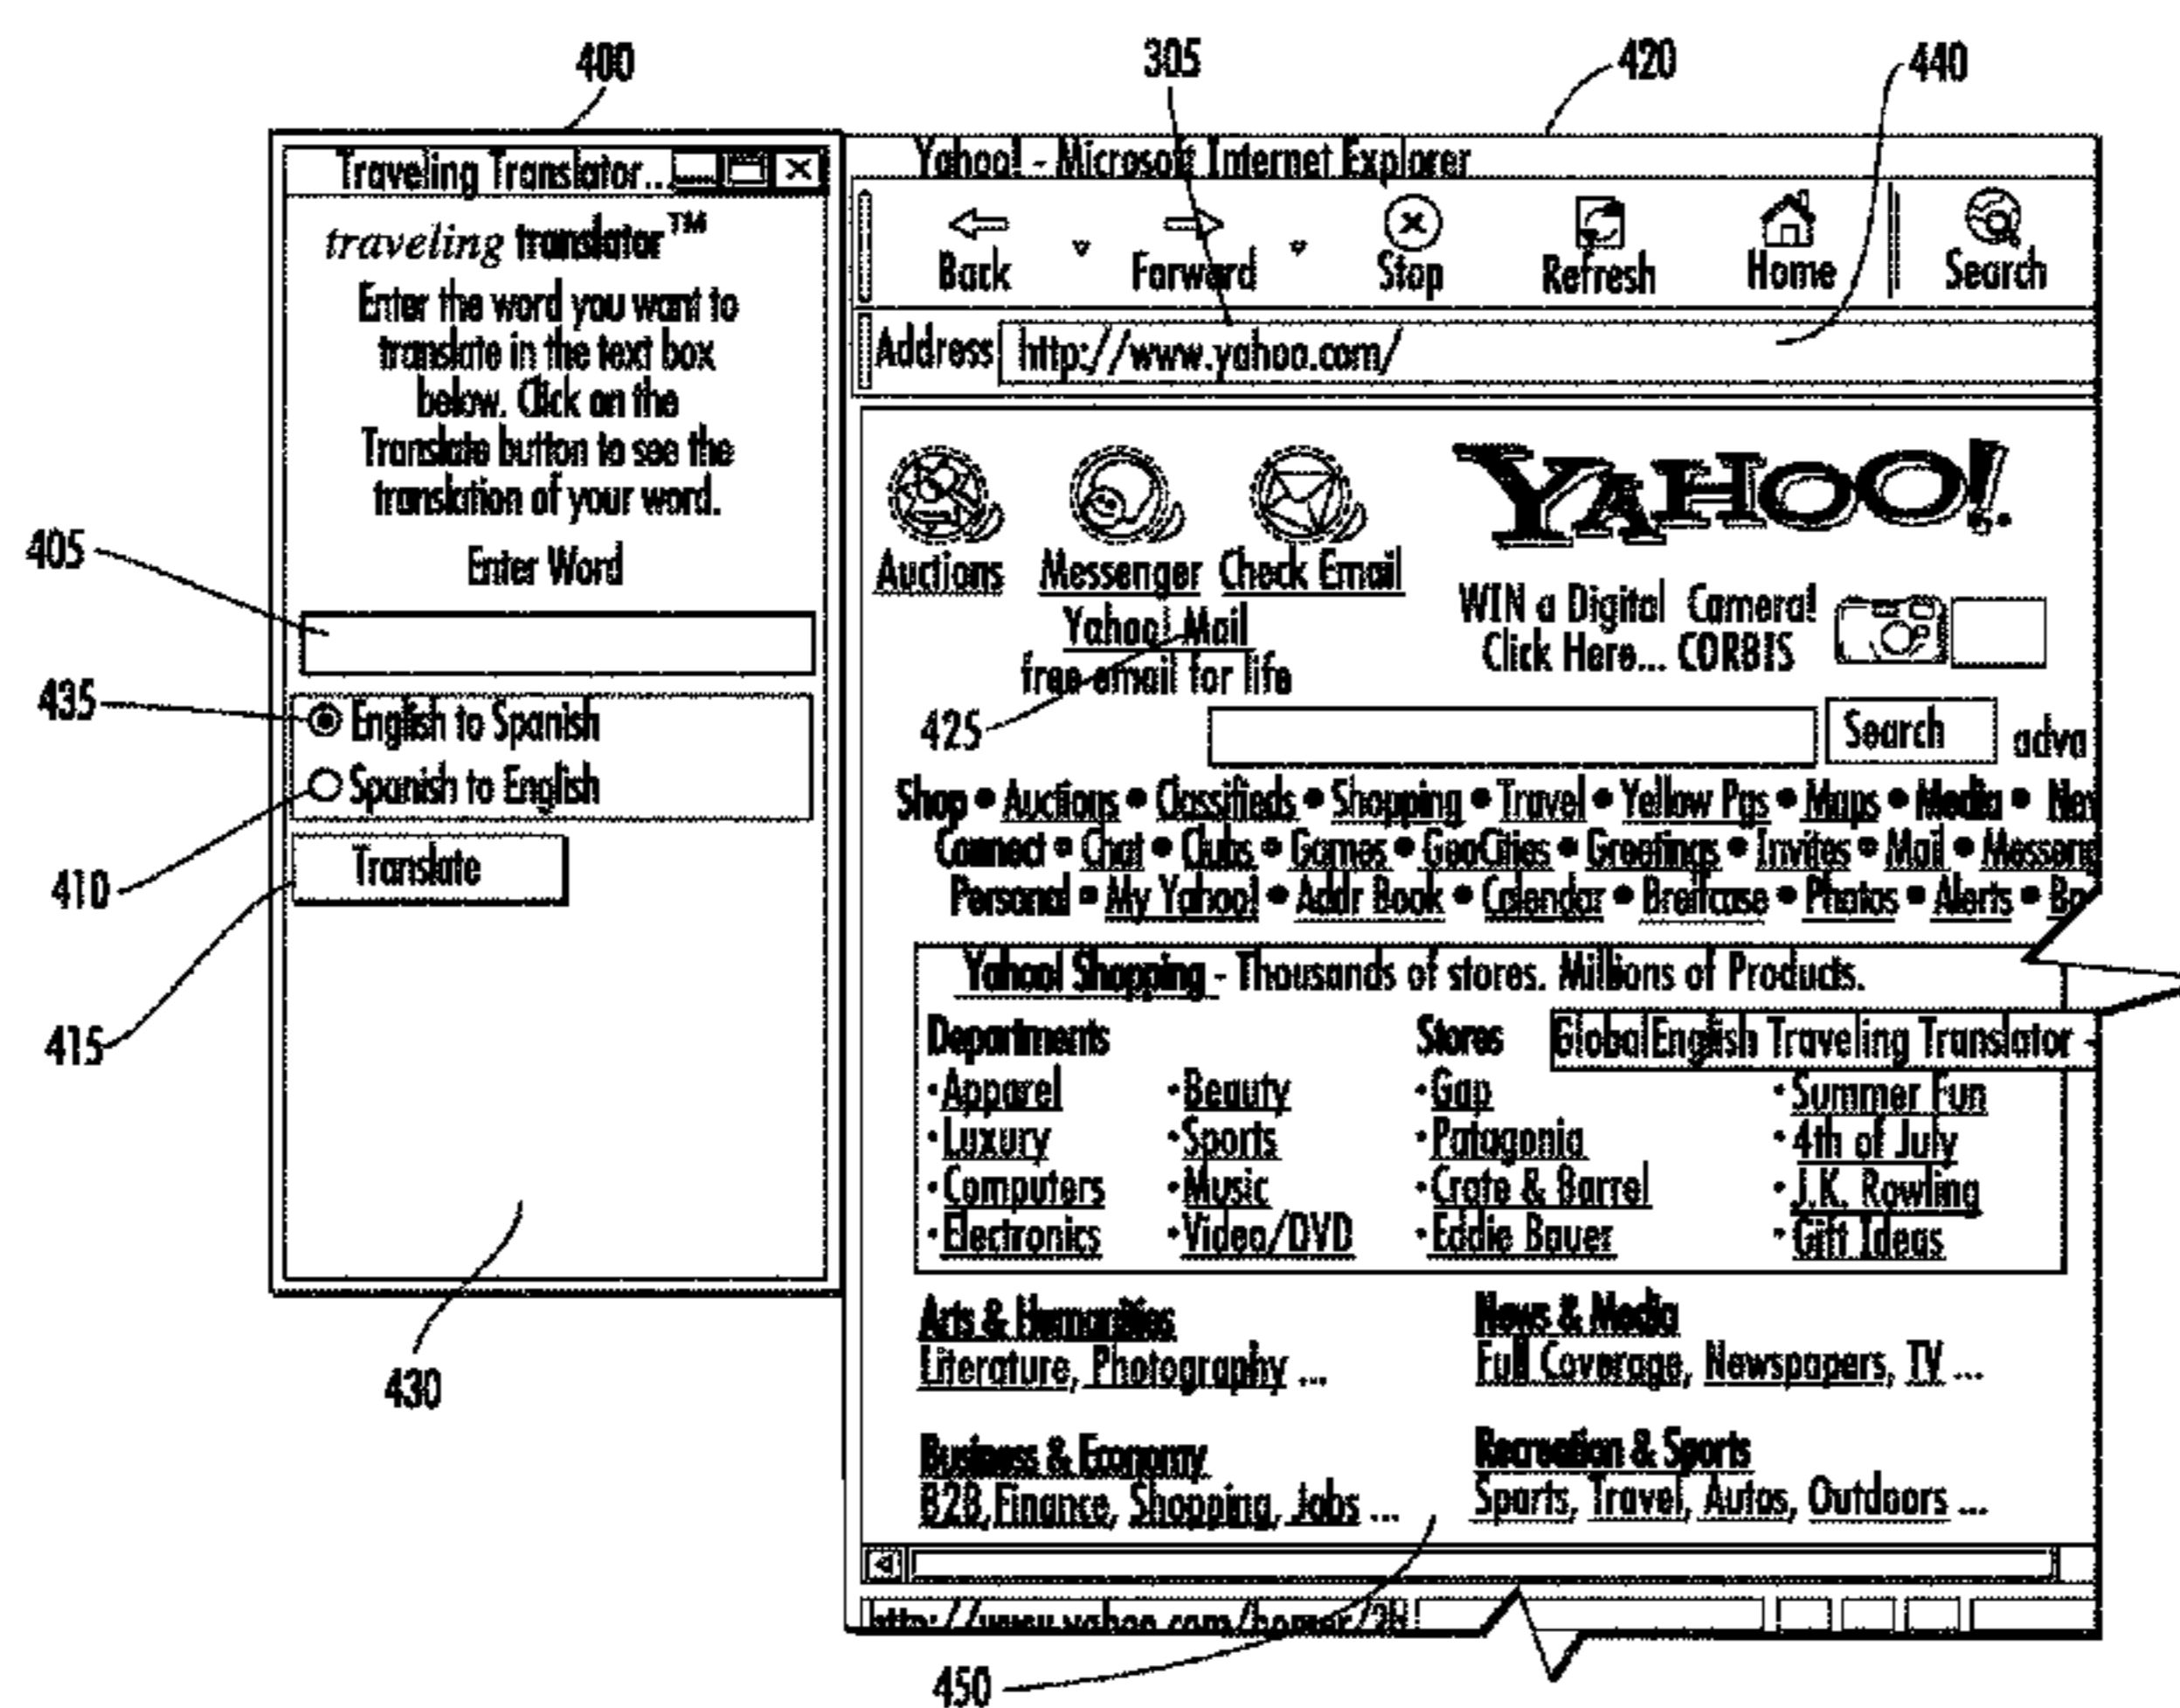 400
305
420
440
Traveling Translator...
traveling translator™
Enter the word you want to
translate in the text box
below. Click on the
Translate button to see the
translation of your word.
Enter Word
405
435
English to Spanish
Spanish to English
410
Translate
415
430
Yahoo! - Microsoft Internet Explorer
Back Forward Stop Refresh Home Search
Address http://www.yahoo.com/
Auctions Messenger Check Email YAHOO!
Yahoo! Mail
free email for life
WIN a Digital Camera!
Click Here... CORBIS
425
Search adva
Shop • Auctions • Classifieds • Shopping • Travel • Yellow Pgs • Maps • Media • Nev
Connect • Chat • Clubs • Games • GeoCities • Greetings • Invites • Mail • Messeng
Personal • My Yahoo! • Addr Book • Calendar • Breifcase • Photos • Alerts • Bo
Yahoo! Shopping - Thousands of stores. Millions of Products.
Departments Stores GlobalEnglish Traveling Translator -
·Apparel ·Beauty ·Gap ·Summer Fun
·Luxury ·Sports ·Patagonia ·4th of July
·Computers ·Music ·Crate & Barrel ·J.K. Rowling
·Electronics ·Video/DVD ·Eddie Bauer ·Gift Ideas
Arts & Humanities News & Media
Literature, Photography ... Full Coverage, Newspapers, TV ...
Business & Economy Recreation & Sports
B2B, Finance, Shopping, Jobs ... Sports, Travel, Autos, Outdoors ...
450